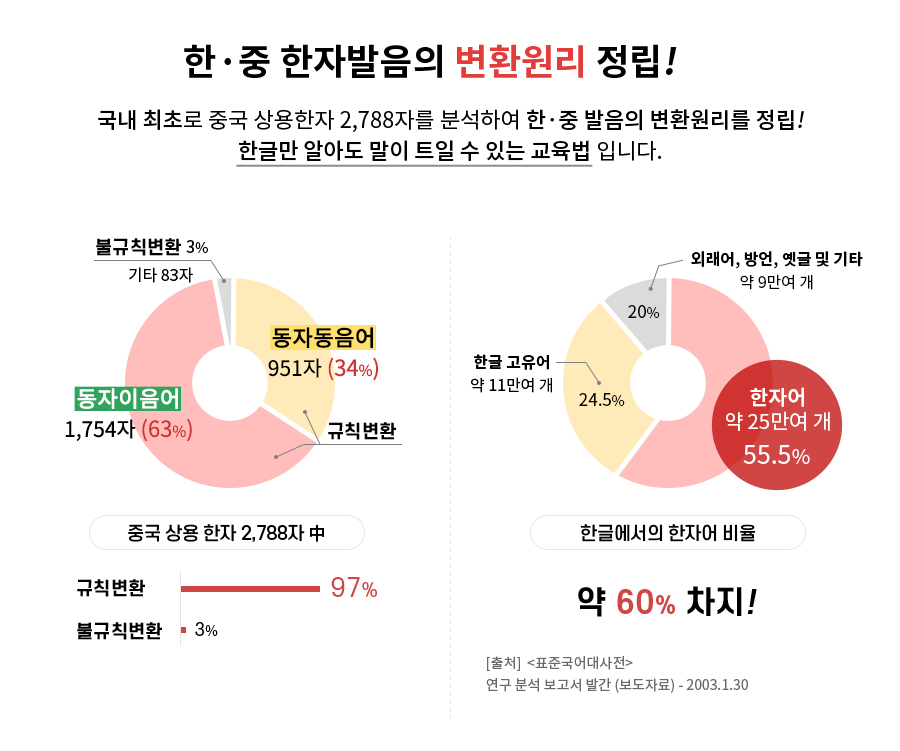 한·중 한자발음의 변환원리 정립!
국내 최초로 중국 상용한자 2,788자를 분석하여 한·중 발음의 변환원리를 정립!
한글만 알아도 말이 트일 수 있는 교육법 입니다.
불규칙변환 3%
기타 83자
동자동음어
951자 (34%)
동자이음어
1,754자 (63%)
규칙변환
중국 상용 한자 2,788자 中
규칙변환 97%
불규칙변환 3%
외래어, 방언, 옛글 및 기타
약 9만여 개
20%
한글 고유어
약 11만여 개
24.5%
한자어
약 25만여 개
55.5%
한글에서의 한자어 비율
약 60% 차지!
[출처] <표준국어대사전>
연구 분석 보고서 발간 (보도자료) - 2003.1.30